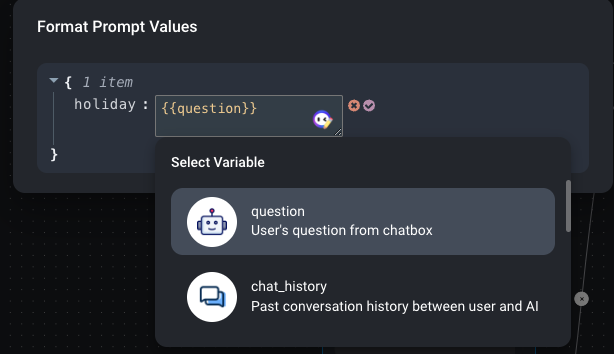 Format Prompt Values
{ 1 item
holiday : {{question}}
}
Select Variable
question
User's question from chatbox
chat_history
Past conversation history between user and AI